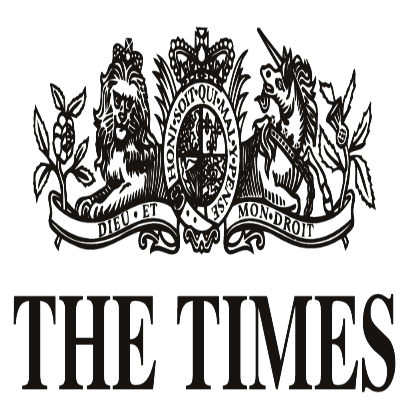 HONI·SOIT·QUI·MAL·Y·PENSE
DIEU·ET MON·DROIT
THE TIMES